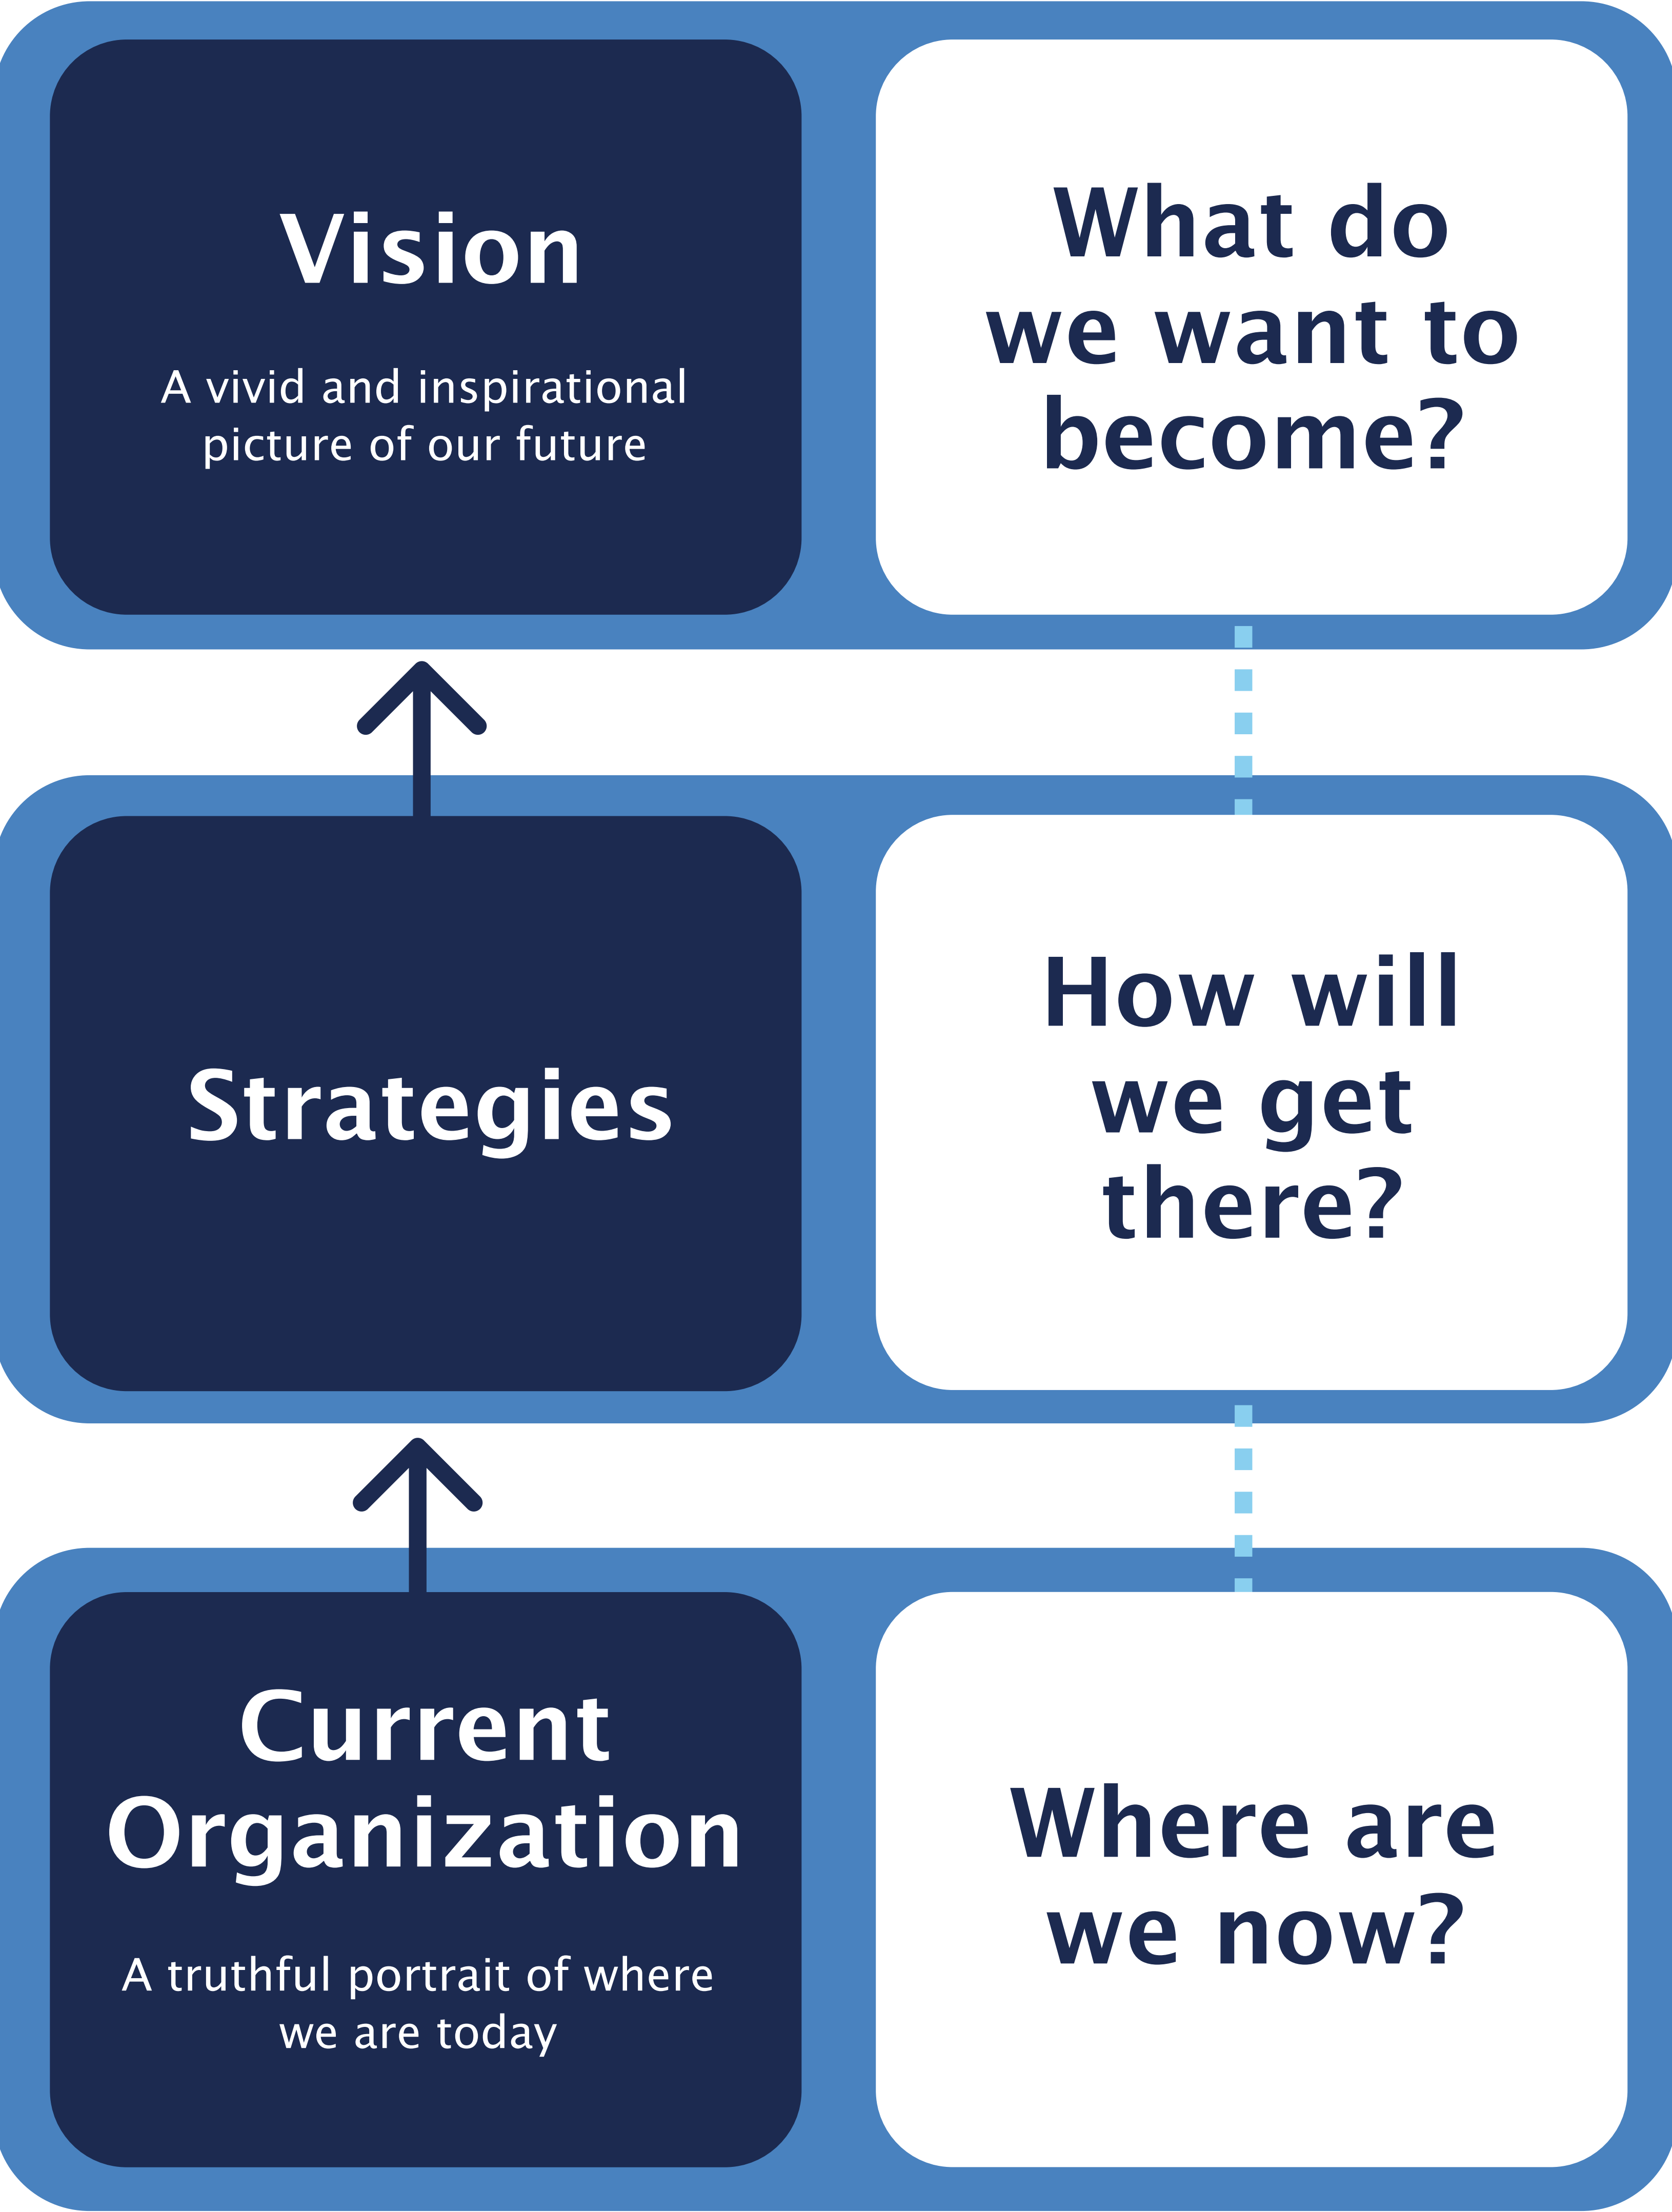 Vision
A vivid and inspirational
picture of our future
What do
we want to
become?
Strategies
How will
we get
there?
Current
Organization
A truthful portrait of where
we are today
Where are
we now?